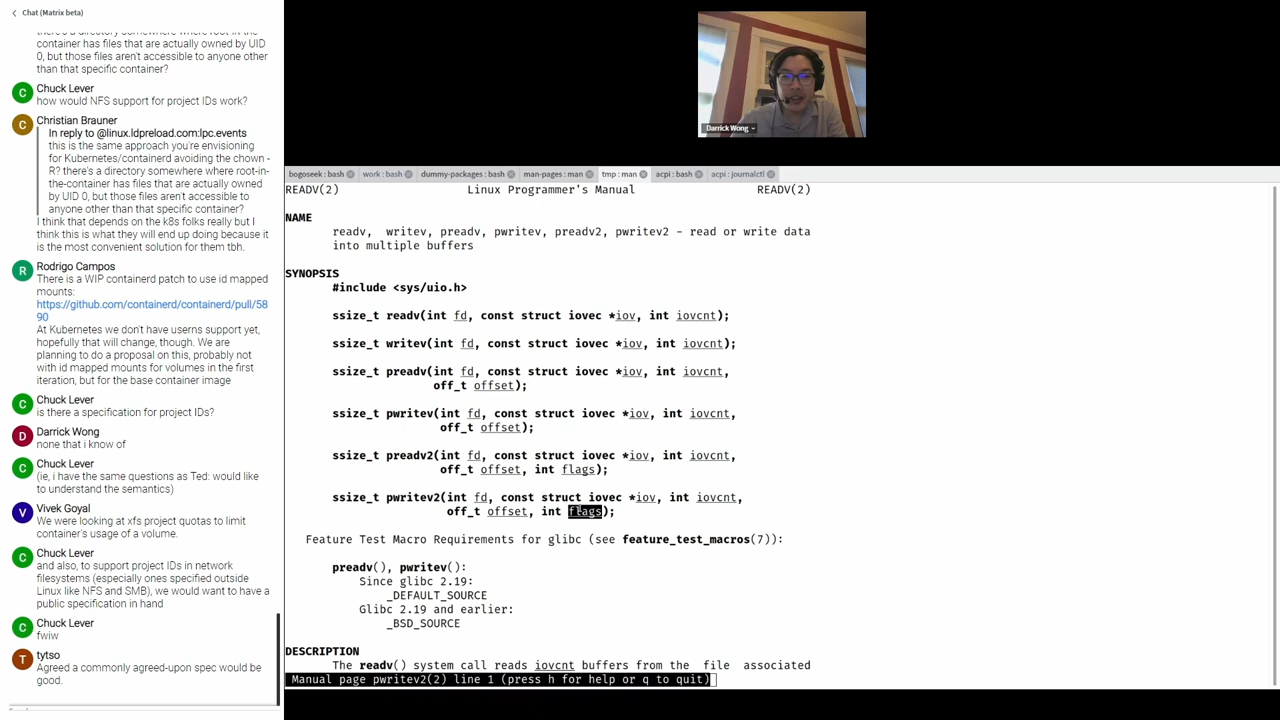 Chat (Matrix beta)
there's a directory somewhere where root-in-the-
container has files that are actually owned by UID
0, but those files aren't accessible to anyone other
than that specific container?
C
Chuck Lever
how would NFS support for project IDs work?
C
Christian Brauner
In reply to @linux.ldpreload.com:lpc.events
this is the same approach you're envisioning
for Kubernetes/containerd avoiding the chown -
R? there's a directory somewhere where root-in-
the-container has files that are actually owned
by UID 0, but those files aren't accessible to
anyone other than that specific container?
I think that depends on the k8s folks really but I
think this is what they will end up doing because it
is the most convenient solution for them tbh.
R
Rodrigo Campos
There is a WIP containerd patch to use id mapped
mounts:
https://github.com/containerd/containerd/pull/58
90
At Kubernetes we don't have userns support yet,
hopefully that will change, though. We are
planning to do a proposal on this, probably not
with id mapped mounts for volumes in the first
iteration, but for the base container image
C
Chuck Lever
is there a specification for project IDs?
D
Darrick Wong
none that i know of
C
Chuck Lever
(ie, i have the same questions as Ted: would like
to understand the semantics)
V
Vivek Goyal
We were looking at xfs project quotas to limit
container's usage of a volume.
C
Chuck Lever
and also, to support project IDs in network
filesystems (especially ones specified outside
Linux like NFS and SMB), we would want to have a
public specification in hand
C
Chuck Lever
fwiw
T
tytso
Agreed a commonly agreed-upon spec would be
good.
Darrick Wong
bogoseek : bash work : bash dummy-packages : bash man-pages : man tmp : man acpi : bash acpi : journalctl
READV(2) Linux Programmer's Manual READV(2)
NAME
readv, writev, preadv, pwritev, preadv2, pwritev2 - read or write data
into multiple buffers
SYNOPSIS
#include <sys/uio.h>
ssize_t readv(int fd, const struct iovec *iov, int iovcnt);
ssize_t writev(int fd, const struct iovec *iov, int iovcnt);
ssize_t preadv(int fd, const struct iovec *iov, int iovcnt,
off_t offset);
ssize_t pwritev(int fd, const struct iovec *iov, int iovcnt,
off_t offset);
ssize_t preadv2(int fd, const struct iovec *iov, int iovcnt,
off_t offset, int flags);
ssize_t pwritev2(int fd, const struct iovec *iov, int iovcnt,
off_t offset, int flags);
Feature Test Macro Requirements for glibc (see feature_test_macros(7)):
preadv(), pwritev():
Since glibc 2.19:
_DEFAULT_SOURCE
Glibc 2.19 and earlier:
_BSD_SOURCE
DESCRIPTION
The readv() system call reads iovcnt buffers from the file associated
Manual page pwritev2(2) line 1 (press h for help or q to quit)